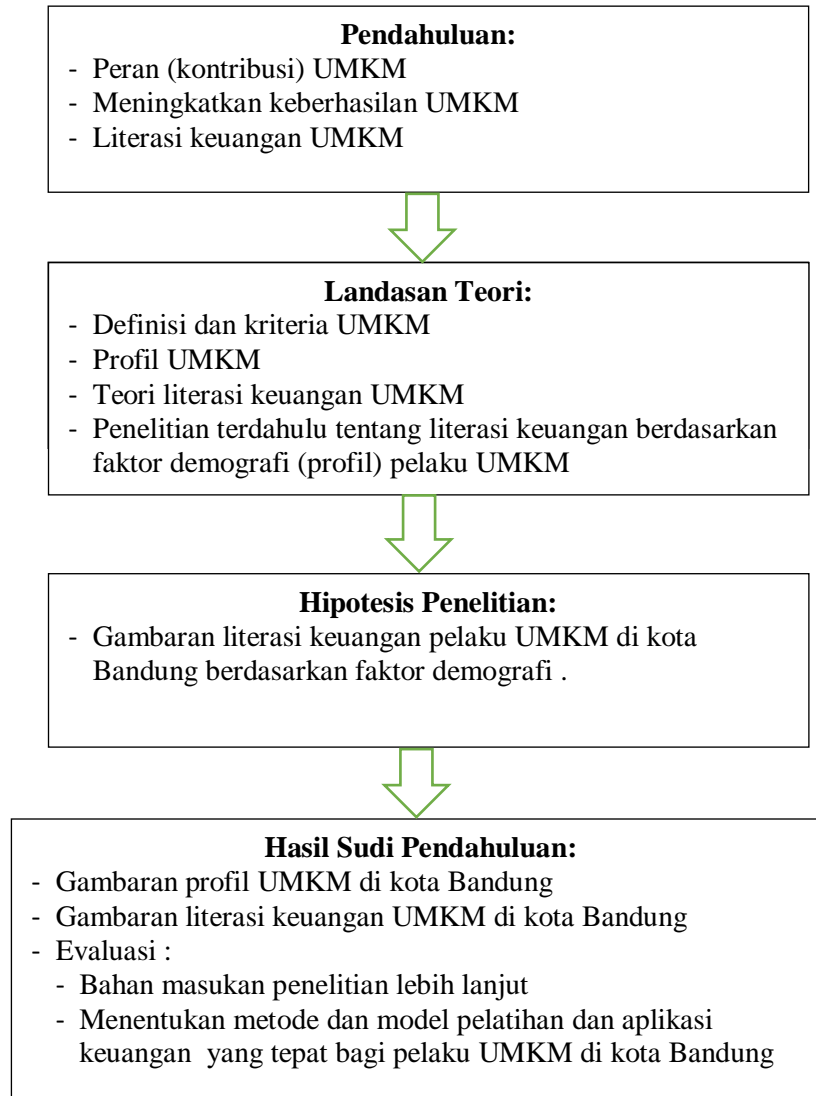 Pendahuluan:
- Peran (kontribusi) UMKM
- Meningkatkan keberhasilan UMKM
- Literasi keuangan UMKM
Landasan Teori:
- Definisi dan kriteria UMKM
- Profil UMKM
- Teori literasi keuangan UMKM
- Penelitian terdahulu tentang literasi keuangan berdasarkan
faktor demografi (profil) pelaku UMKM
Hipotesis Penelitian:
- Gambaran literasi keuangan pelaku UMKM di kota
Bandung berdasarkan faktor demografi .
Hasil Sudi Pendahuluan:
- Gambaran profil UMKM di kota Bandung
- Gambaran literasi keuangan UMKM di kota Bandung
- Evaluasi :
- Bahan masukan penelitian lebih lanjut
- Menentukan metode dan model pelatihan dan aplikasi
keuangan  yang tepat bagi pelaku UMKM di kota Bandung